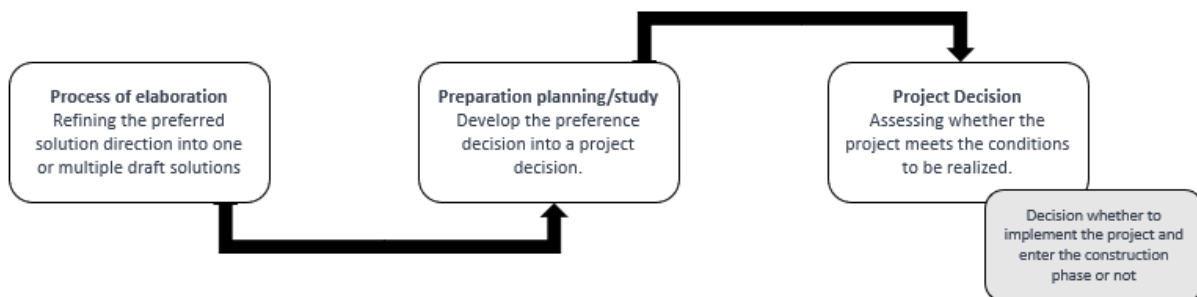 Process of elaboration
Refining the preferred
solution direction into one
or multiple draft solutions
Preparation planning/study
Develop the preference
decision into a project
decision.
Project Decision
Assessing whether the
project meets the conditions
to be realized.
Decision whether to
implement the project and
enter the construction
phase or not